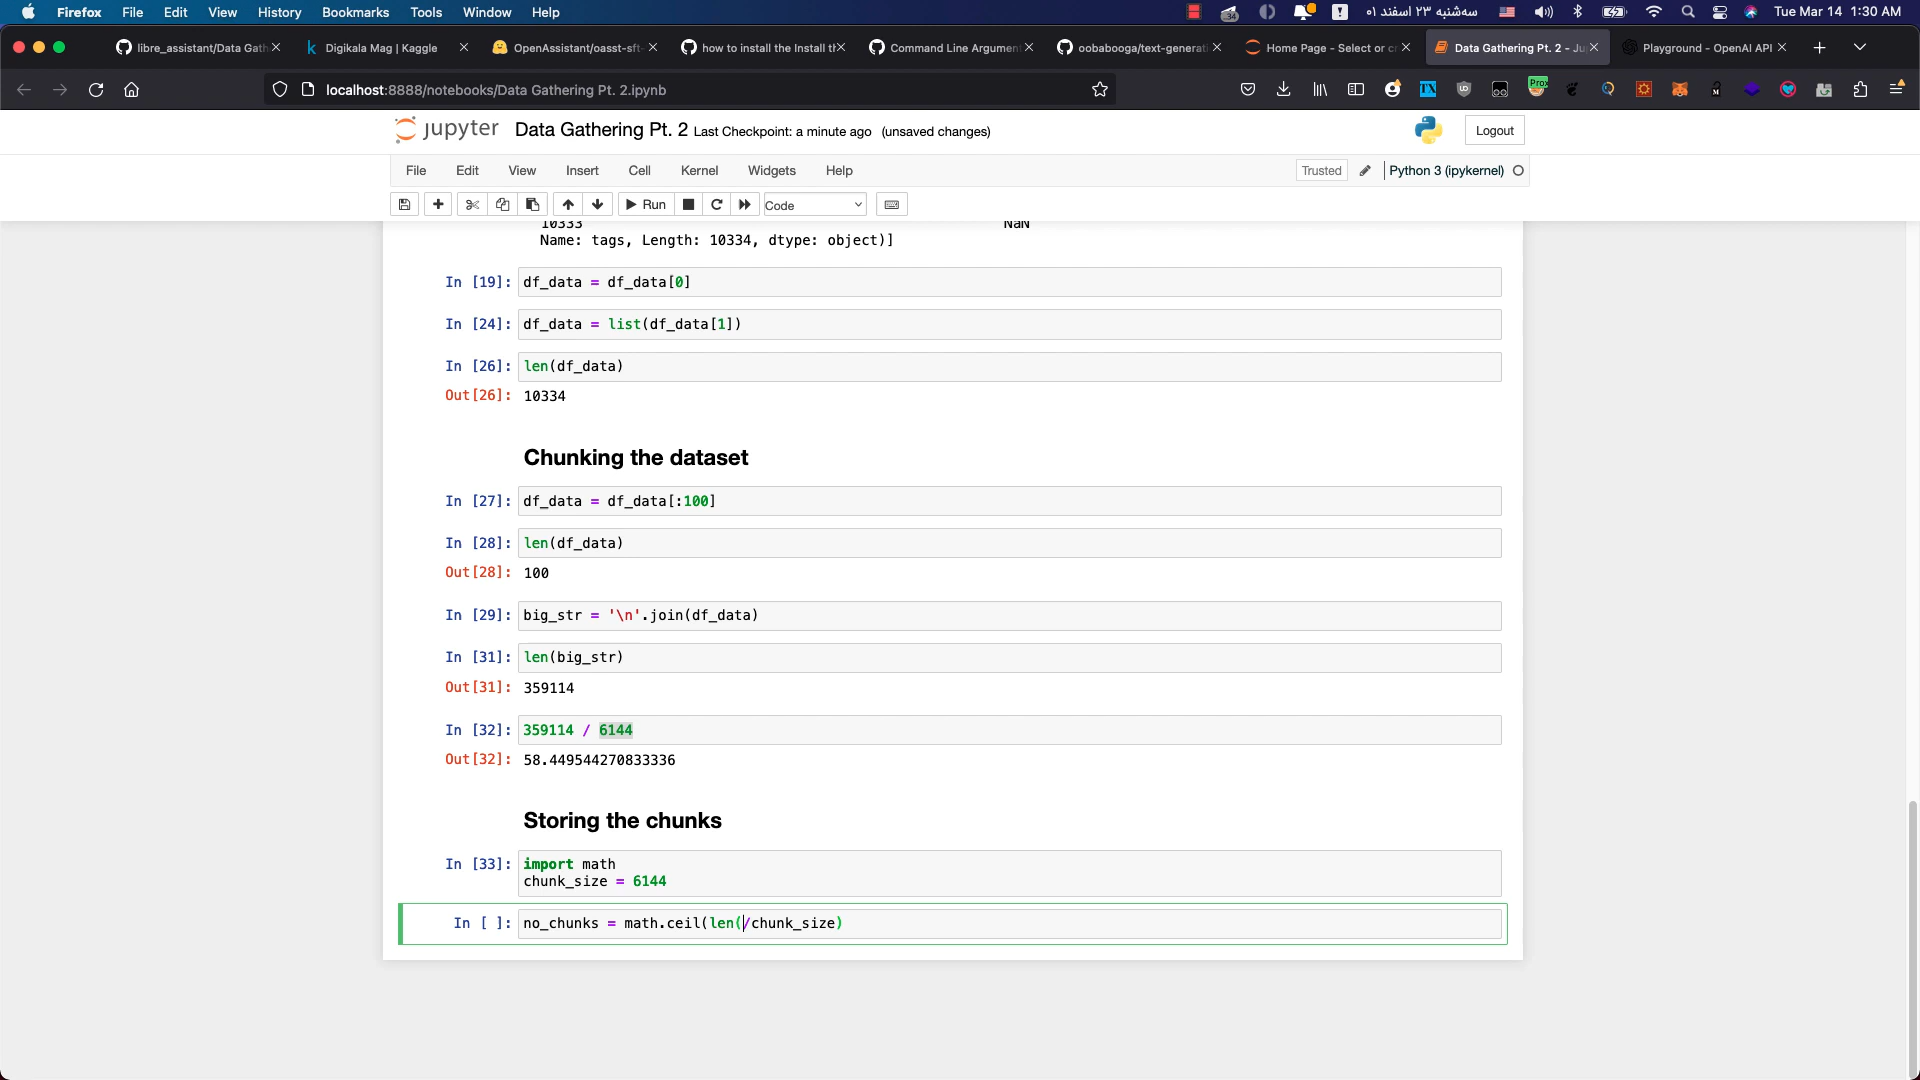 Firefox File Edit View History Bookmarks Tools Window Help
سه‌شنبه ۲۳ اسفند ۰۱
Tue Mar 14 1:30 AM
libre_assistant/Data Gath
Digikala Mag | Kaggle
OpenAssistant/oasst-sft-
how to install the Install th
Command Line Argumen
oobabooga/text-generati
Home Page - Select or cr
Data Gathering Pt. 2 - Ju
Playground - OpenAI API
localhost:8888/notebooks/Data Gathering Pt. 2.ipynb
jupyter Data Gathering Pt. 2 Last Checkpoint: a minute ago (unsaved changes)
Logout
File Edit View Insert Cell Kernel Widgets Help
Trusted
Python 3 (ipykernel)
Run
Code
10333 NaN
Name: tags, Length: 10334, dtype: object)]
In [19]: df_data = df_data[0]
In [24]: df_data = list(df_data[1])
In [26]: len(df_data)
Out[26]: 10334
Chunking the dataset
In [27]: df_data = df_data[:100]
In [28]: len(df_data)
Out[28]: 100
In [29]: big_str = '\n'.join(df_data)
In [31]: len(big_str)
Out[31]: 359114
In [32]: 359114 / 6144
Out[32]: 58.449544270833336
Storing the chunks
In [33]: import math
chunk_size = 6144
In [ ]: no_chunks = math.ceil(len(/chunk_size)